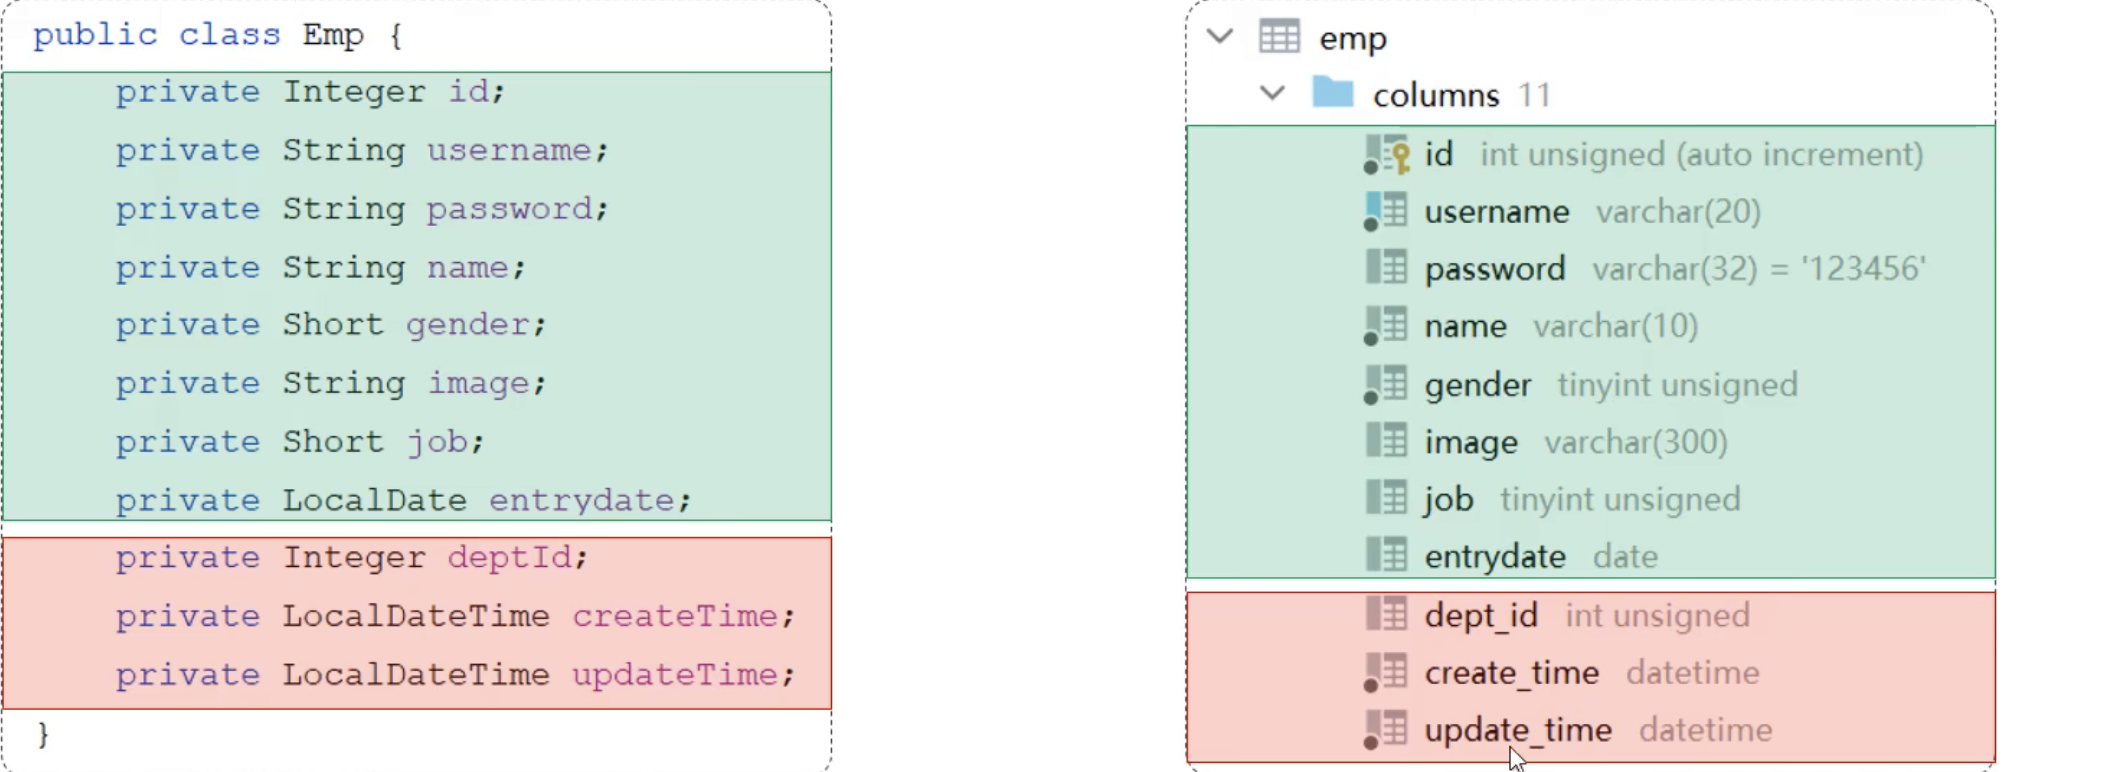 public class Emp {
private Integer id;
private String username;
private String password;
private String name;
private Short gender;
private String image;
private Short job;
private LocalDate entrydate;
private Integer deptId;
private LocalDateTime createTime;
private LocalDateTime updateTime;
}
emp
columns 11
id int unsigned (auto increment)
username varchar(20)
password varchar(32) = '123456'
name varchar(10)
gender tinyint unsigned
image varchar(300)
job tinyint unsigned
entrydate date
dept_id int unsigned
create_time datetime
update_time datetime